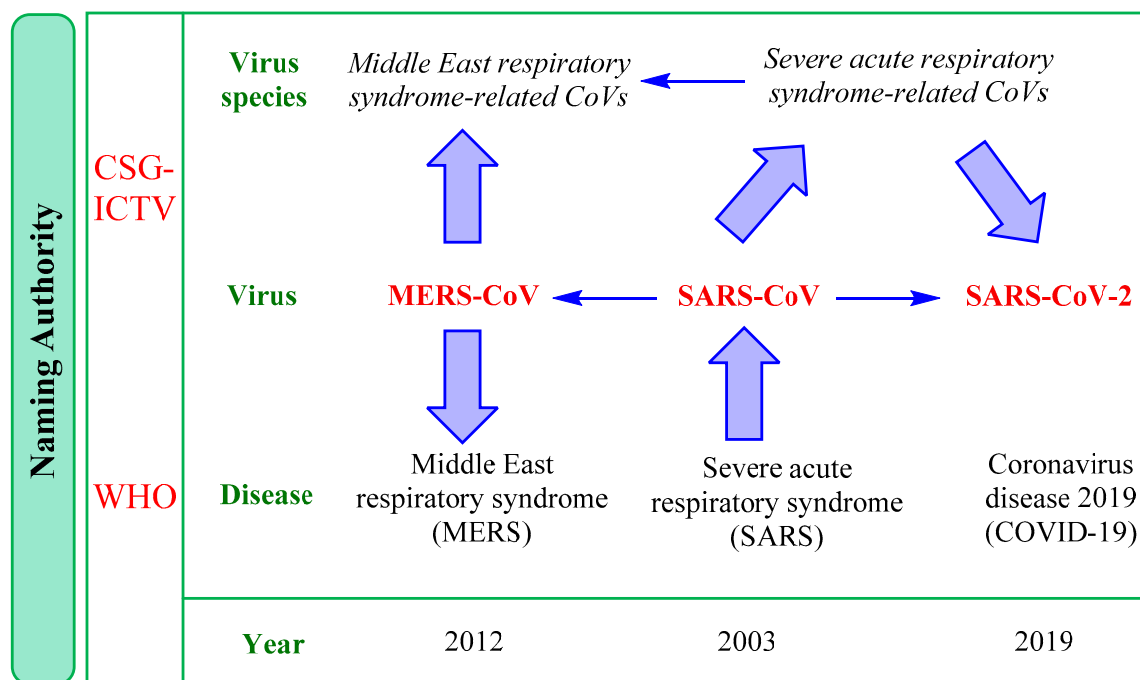 Naming Authority
CSG-
ICTV
WHO
Virus
species
Middle East respiratory
syndrome-related CoVs
Severe acute respiratory
syndrome-related CoVs
Virus
MERS-CoV
SARS-CoV
SARS-CoV-2
Disease
Middle East
respiratory syndrome
(MERS)
Severe acute
respiratory syndrome
(SARS)
Coronavirus
disease 2019
(COVID-19)
Year
2012
2003
2019